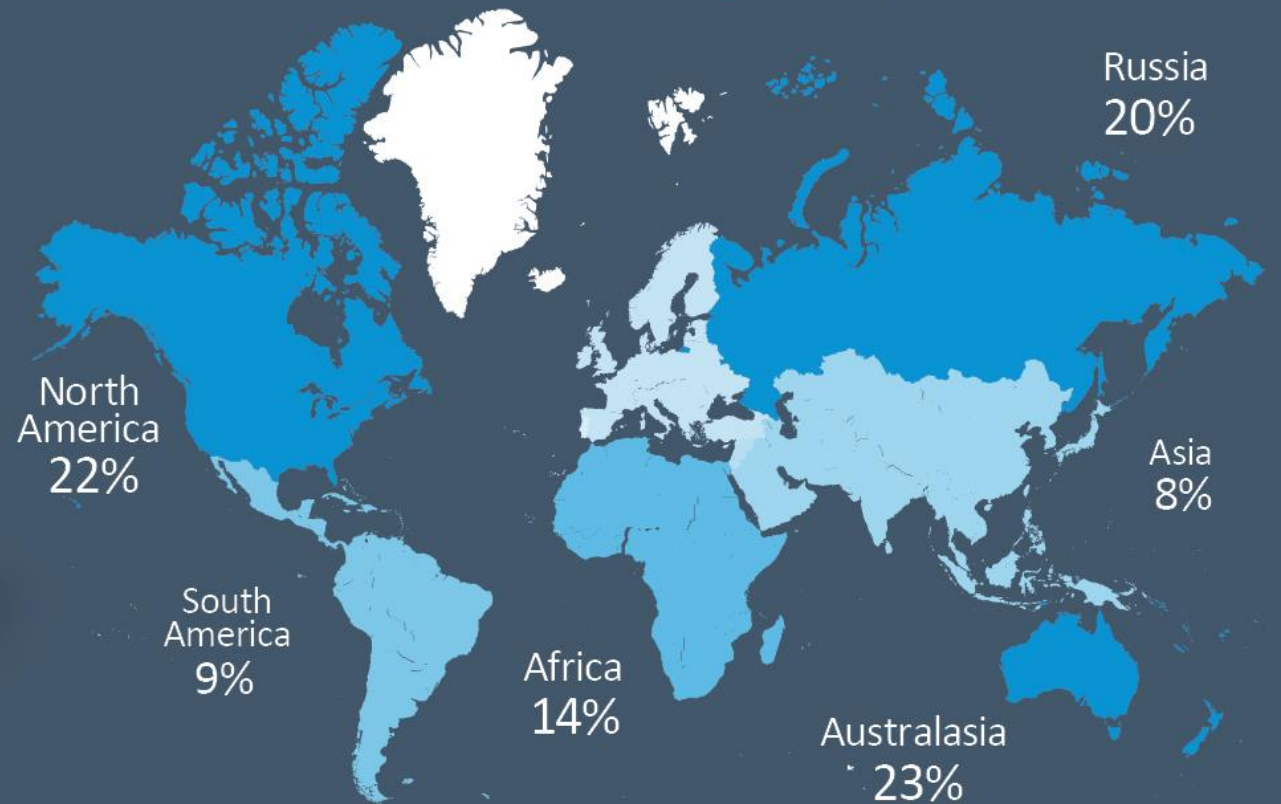 Russia
20%
North
America
22%
Asia
8%
South
America
9%
Africa
14%
Australasia
23%